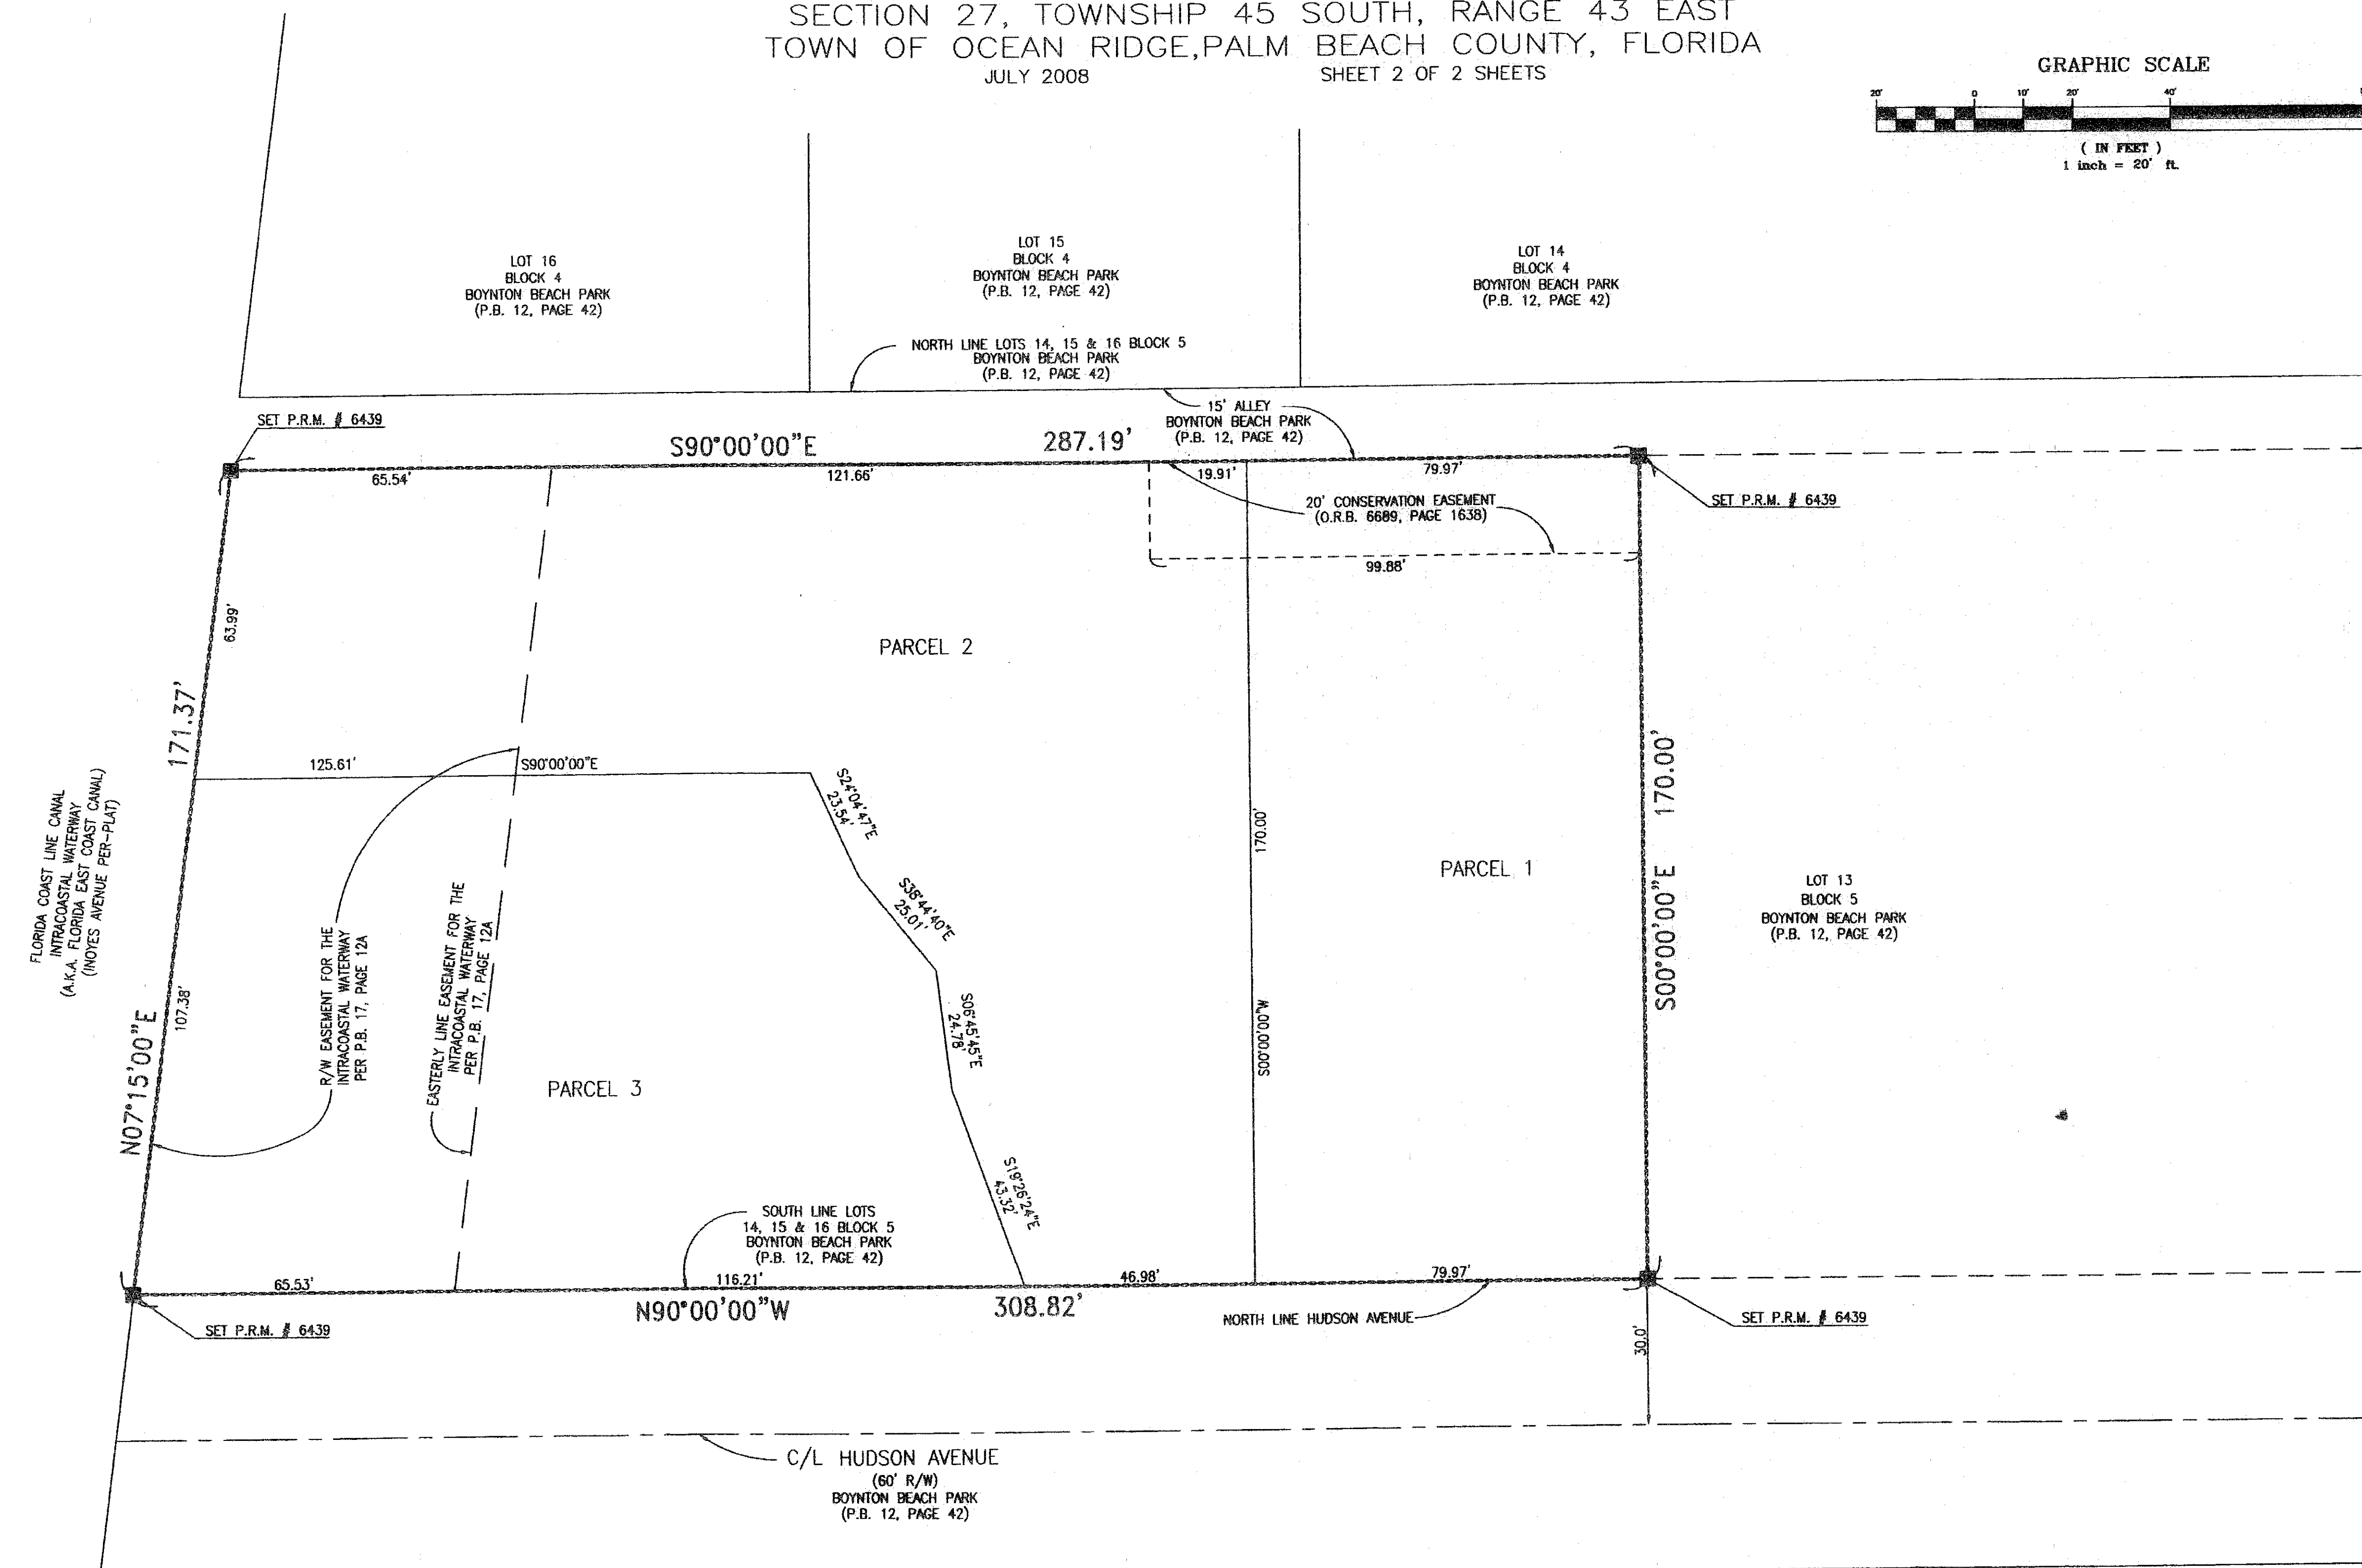 SECTION 27, TOWNSHIP 45 SOUTH, RANGE 43 EAST
TOWN OF OCEAN RIDGE,PALM BEACH COUNTY, FLORIDA
JULY 2008
SHEET 2 OF 2 SHEETS
GRAPHIC SCALE
20' 0 10' 20' 40'
( IN FEET )
1 inch = 20' ft.
LOT 16
BLOCK 4
BOYNTON BEACH PARK
(P.B. 12, PAGE 42)
LOT 15
BLOCK 4
BOYNTON BEACH PARK
(P.B. 12, PAGE 42)
LOT 14
BLOCK 4
BOYNTON BEACH PARK
(P.B. 12, PAGE 42)
NORTH LINE LOTS 14, 15 & 16 BLOCK 5
BOYNTON BEACH PARK
(P.B. 12, PAGE 42)
15' ALLEY
BOYNTON BEACH PARK
(P.B. 12, PAGE 42)
SET P.R.M. # 6439
S90°00'00"E
287.19'
65.54'
121.66'
19.91'
79.97'
SET P.R.M. # 6439
20' CONSERVATION EASEMENT
(O.R.B. 6689, PAGE 1638)
99.88'
63.99'
171.37'
PARCEL 2
125.61'
S90°00'00"E
S24°04'47"E
23.54'
S38°44'40"E
25.01'
S06°45'45"E
24.78'
S19°26'24"E
43.32'
170.00'
S00°00'00"W
PARCEL 1
170.00'
S00°00'00"E
LOT 13
BLOCK 5
BOYNTON BEACH PARK
(P.B. 12, PAGE 42)
FLORIDA COAST LINE CANAL
INTRACOASTAL WATERWAY
(A.K.A. FLORIDA EAST COAST CANAL)
(INOYES AVENUE PER-PLAT)
107.38'
N07°15'00"E
R/W EASEMENT FOR THE
INTRACOASTAL WATERWAY
PER P.B. 17, PAGE 12A
EASTERLY LINE EASEMENT FOR THE
INTRACOASTAL WATERWAY
PER P.B. 17, PAGE 12A
PARCEL 3
SOUTH LINE LOTS
14, 15 & 16 BLOCK 5
BOYNTON BEACH PARK
(P.B. 12, PAGE 42)
65.53'
116.21'
46.98'
79.97'
N90°00'00"W
308.82'
NORTH LINE HUDSON AVENUE
SET P.R.M. # 6439
SET P.R.M. # 6439
30.0'
C/L HUDSON AVENUE
(60' R/W)
BOYNTON BEACH PARK
(P.B. 12, PAGE 42)